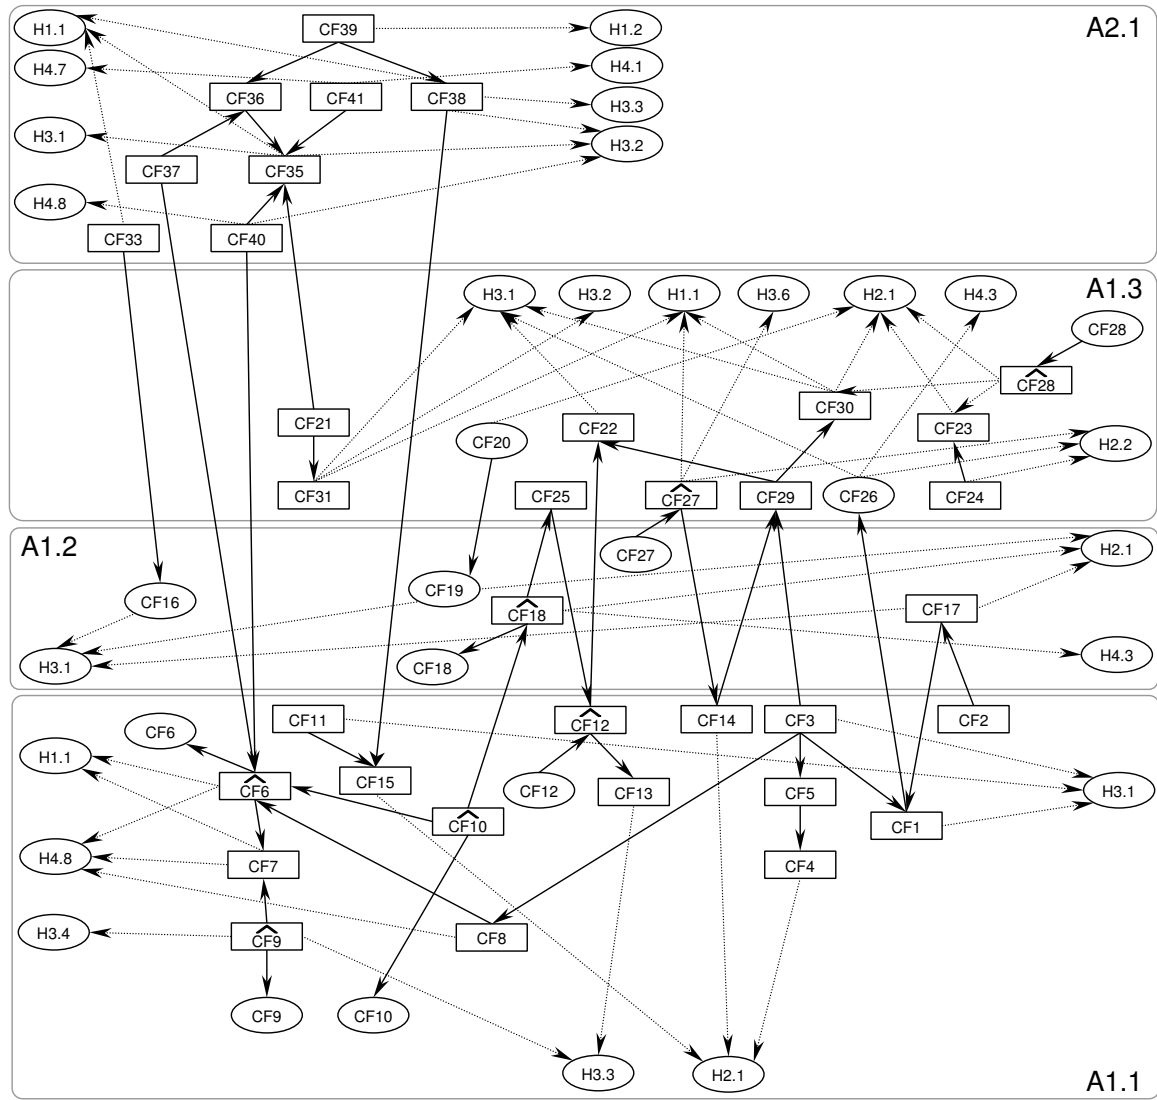 H1.1
CF39
H1.2
A2.1
H4.7
H4.1
CF36
CF41
CF38
H3.3
H3.1
H3.2
CF37
CF35
H4.8
CF33
CF40
H3.1
H3.2
H1.1
H3.6
H2.1
H4.3
A1.3
CF28
CF28
CF30
CF21
CF20
CF22
CF23
H2.2
CF31
CF25
CF27
CF29
CF26
CF24
A1.2
CF27
H2.1
CF16
CF19
CF18
CF17
H3.1
CF18
H4.3
CF6
CF11
CF12
CF14
CF3
CF2
H1.1
CF6
CF15
CF12
CF13
CF5
H3.1
CF10
CF1
H4.8
CF7
CF4
H3.4
CF9
CF8
CF9
CF10
H3.3
H2.1
A1.1